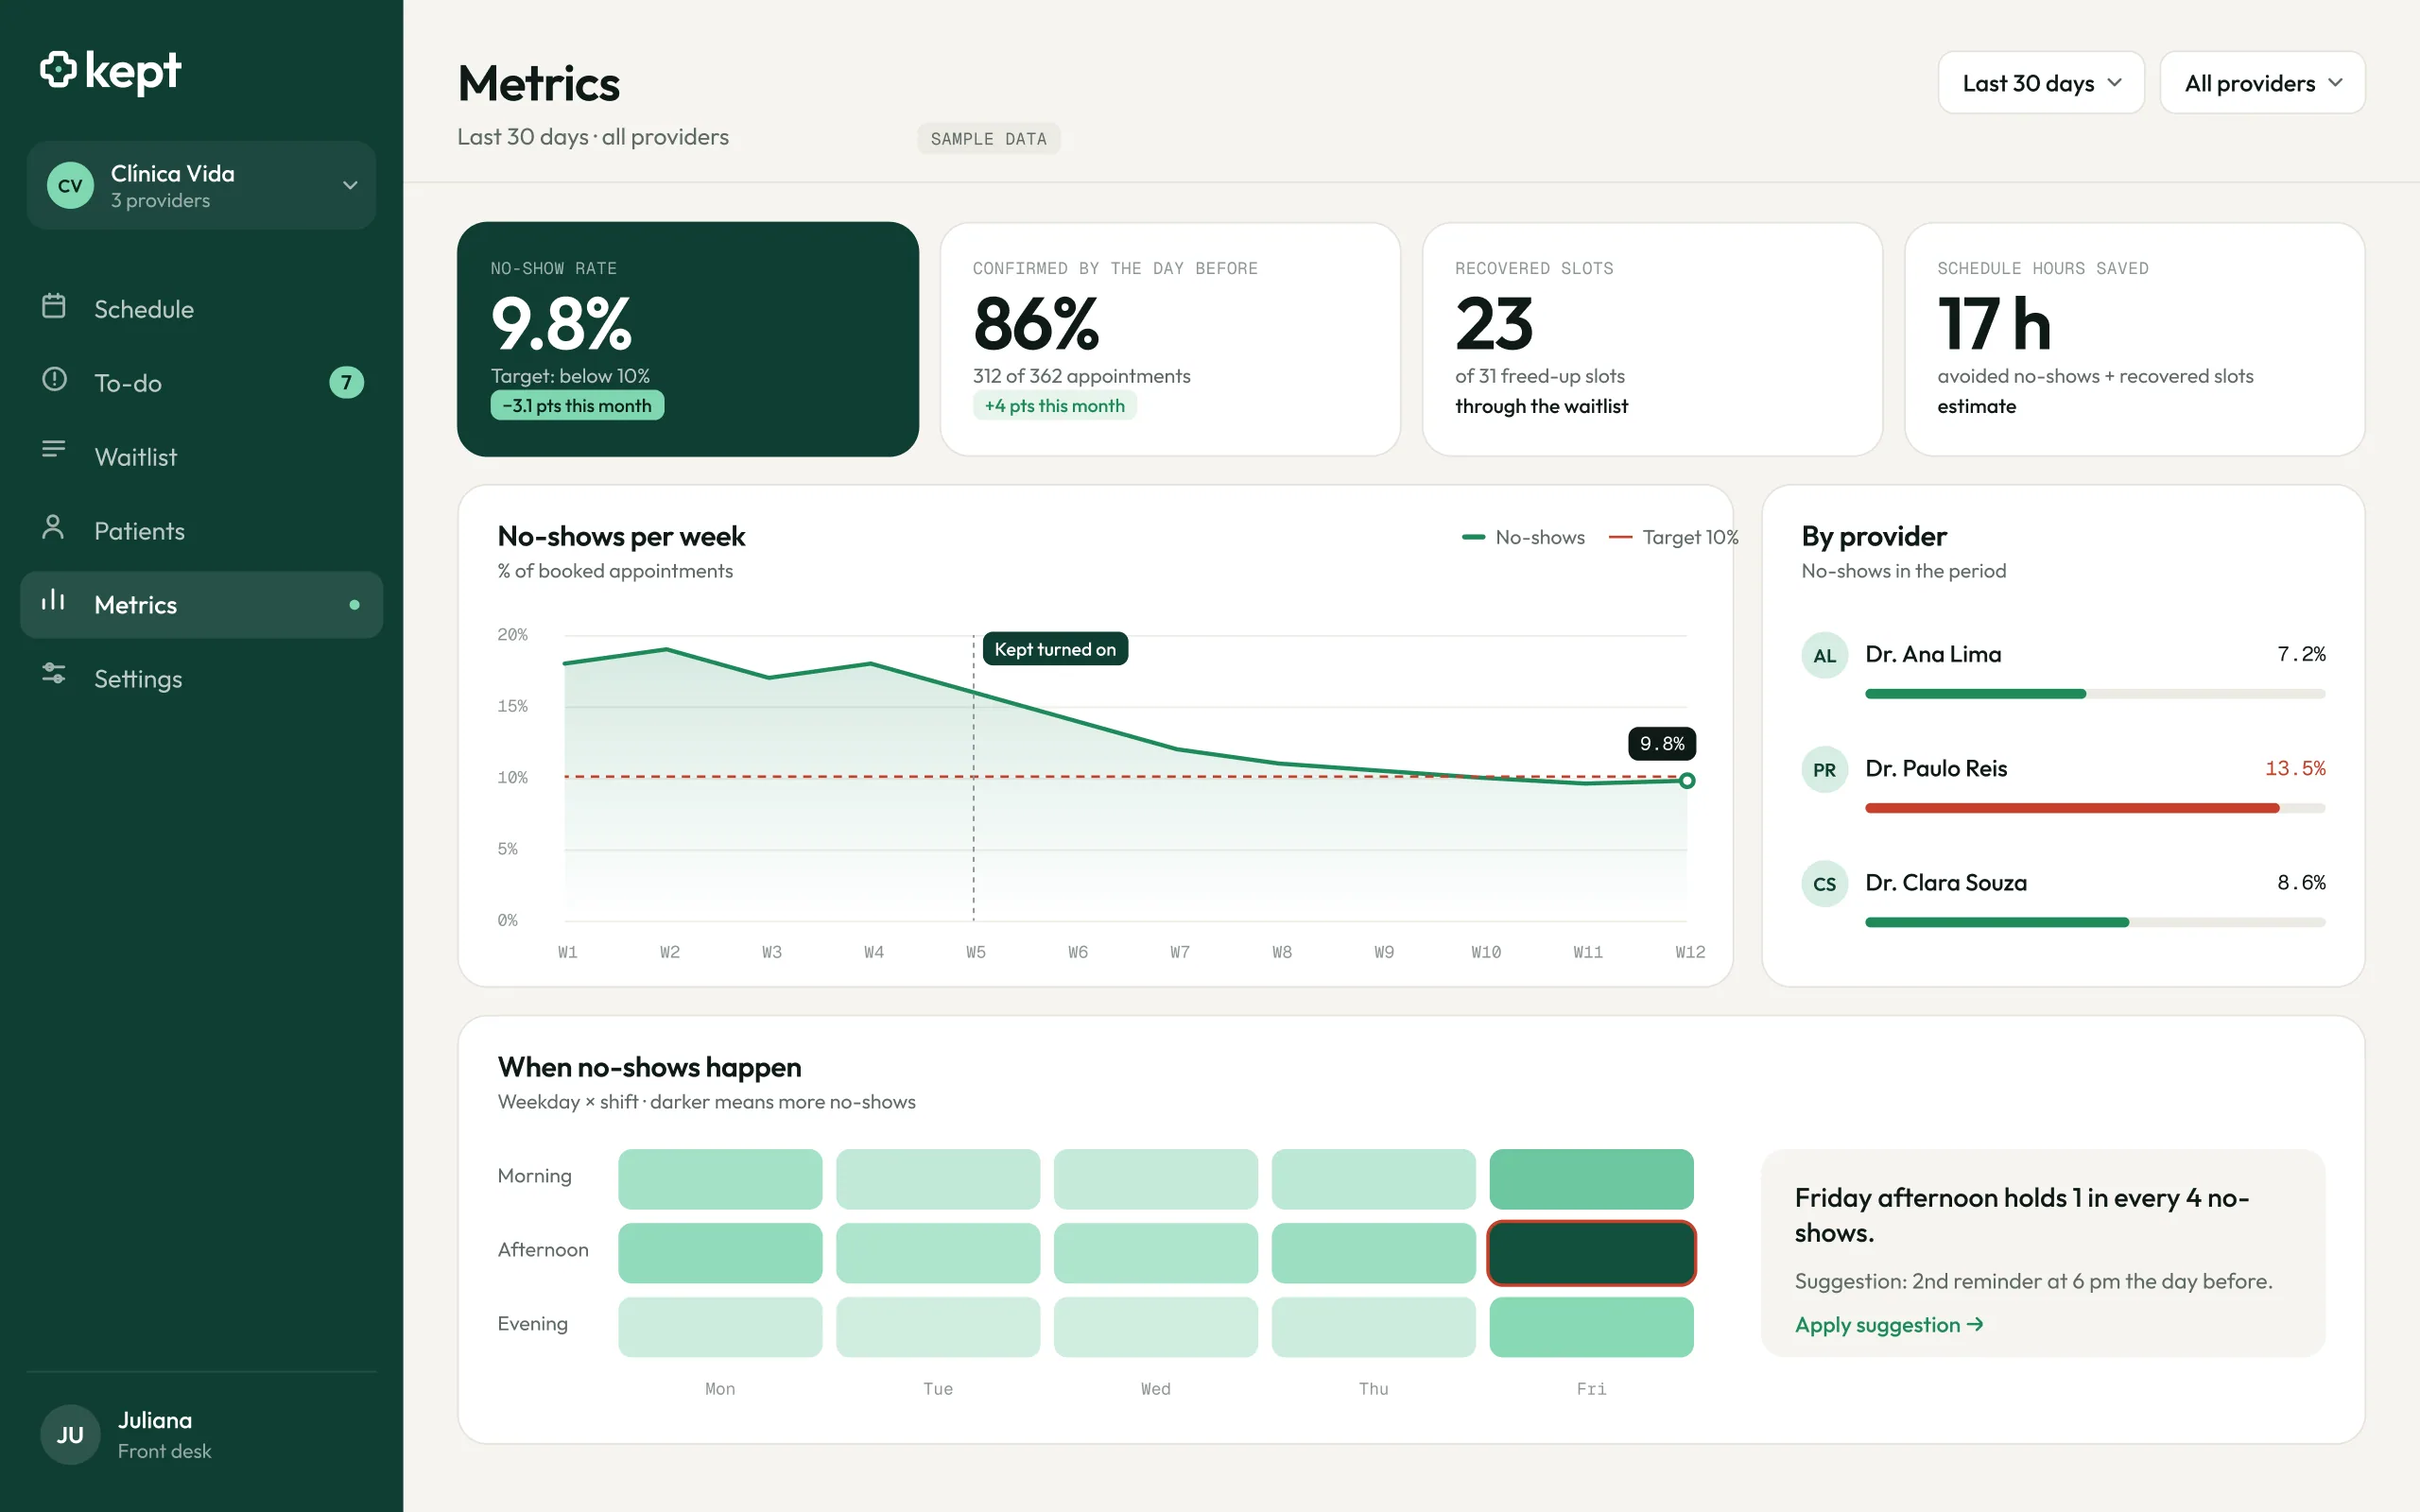 kept
CV
Clínica Vida
3 providers
Schedule
To-do
7
Waitlist
Patients
Metrics
Settings
JU
Juliana
Front desk
Metrics
Last 30 days · all providers
SAMPLE DATA
Last 30 days
All providers
NO-SHOW RATE
9.8%
Target: below 10%
−3.1 pts this month
CONFIRMED BY THE DAY BEFORE
86%
312 of 362 appointments
+4 pts this month
RECOVERED SLOTS
23
of 31 freed-up slots
through the waitlist
SCHEDULE HOURS SAVED
17 h
avoided no-shows + recovered slots
estimate
No-shows per week
% of booked appointments
No-shows
Target 10%
20%
15%
10%
5%
0%
Kept turned on
9.8%
W1
W2
W3
W4
W5
W6
W7
W8
W9
W10
W11
W12
By provider
No-shows in the period
AL
Dr. Ana Lima
7.2%
PR
Dr. Paulo Reis
13.5%
CS
Dr. Clara Souza
8.6%
When no-shows happen
Weekday × shift · darker means more no-shows
Morning
Afternoon
Evening
Mon
Tue
Wed
Thu
Fri
Friday afternoon holds 1 in every 4 no-
shows.
Suggestion: 2nd reminder at 6 pm the day before.
Apply suggestion →